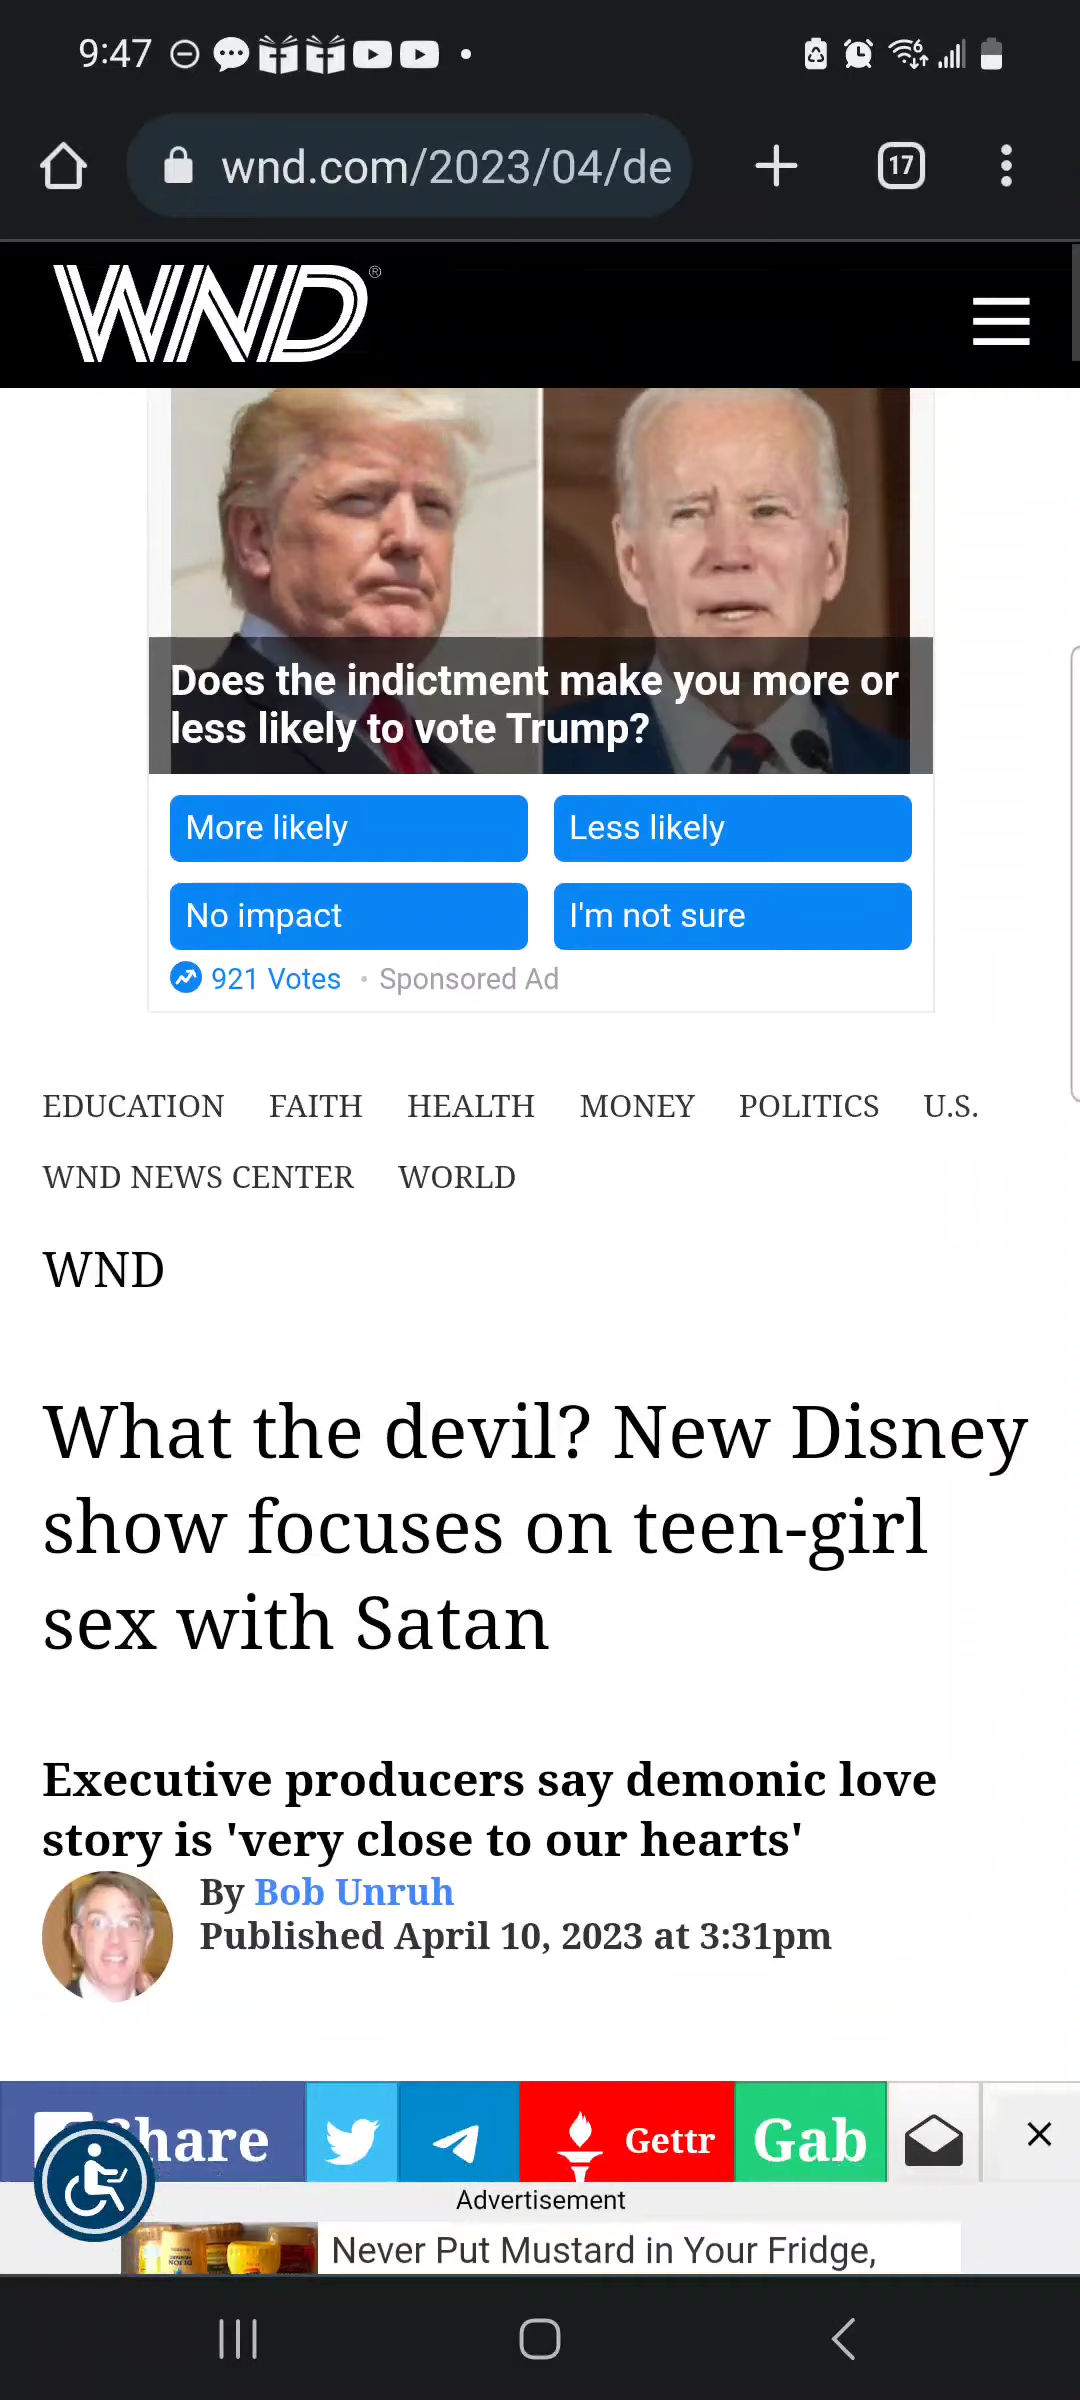 9:47
wnd.com/2023/04/de
17
WND®
Does the indictment make you more or
less likely to vote Trump?
More likely
Less likely
No impact
I'm not sure
921 Votes • Sponsored Ad
EDUCATION FAITH HEALTH MONEY POLITICS U.S.
WND NEWS CENTER WORLD
WND
What the devil? New Disney
show focuses on teen-girl
sex with Satan
Executive producers say demonic love
story is 'very close to our hearts'
By Bob Unruh
Published April 10, 2023 at 3:31pm
hare
Gettr
Gab
Advertisement
Never Put Mustard in Your Fridge,